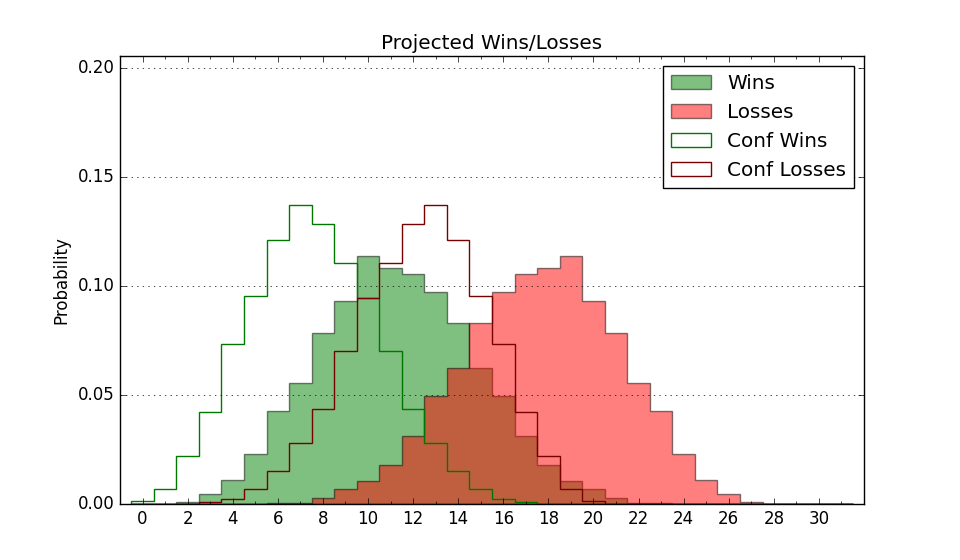 Projected Wins/Losses
0.20
0.15
0.10
0.05
0.00
Probability
Wins
Losses
Conf Wins
Conf Losses
0 2 4 6 8 10 12 14 16 18 20 22 24 26 28 30